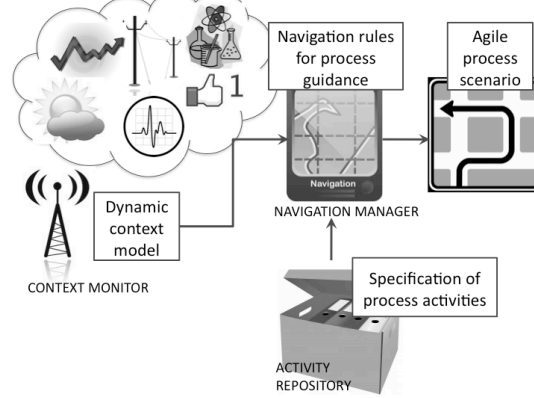 Navigation rules
for process
guidance
Agile
process
scenario
1
Navigation
NAVIGATION MANAGER
Dynamic
context
model
CONTEXT MONITOR
Specification of
process activities
ACTIVITY
REPOSITORY